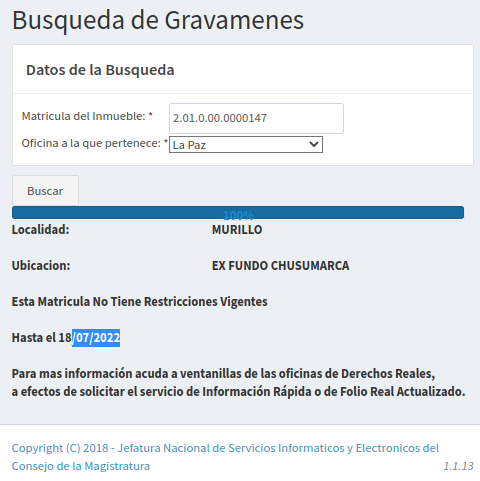 Busqueda de Gravamenes
Datos de la Busqueda
Matricula del Inmueble: * 2.01.0.00.0000147
Oficina a la que pertenece: * La Paz
Buscar
100%
Localidad: MURILLO
Ubicacion: EX FUNDO CHUSUMARCA
Esta Matricula No Tiene Restricciones Vigentes
Hasta el 18/07/2022
Para mas información acuda a ventanillas de las oficinas de Derechos Reales,
a efectos de solicitar el servicio de Información Rápida o de Folio Real Actualizado.
Copyright (C) 2018 - Jefatura Nacional de Servicios Informaticos y Electronicos del
Consejo de la Magistratura 1.1.13